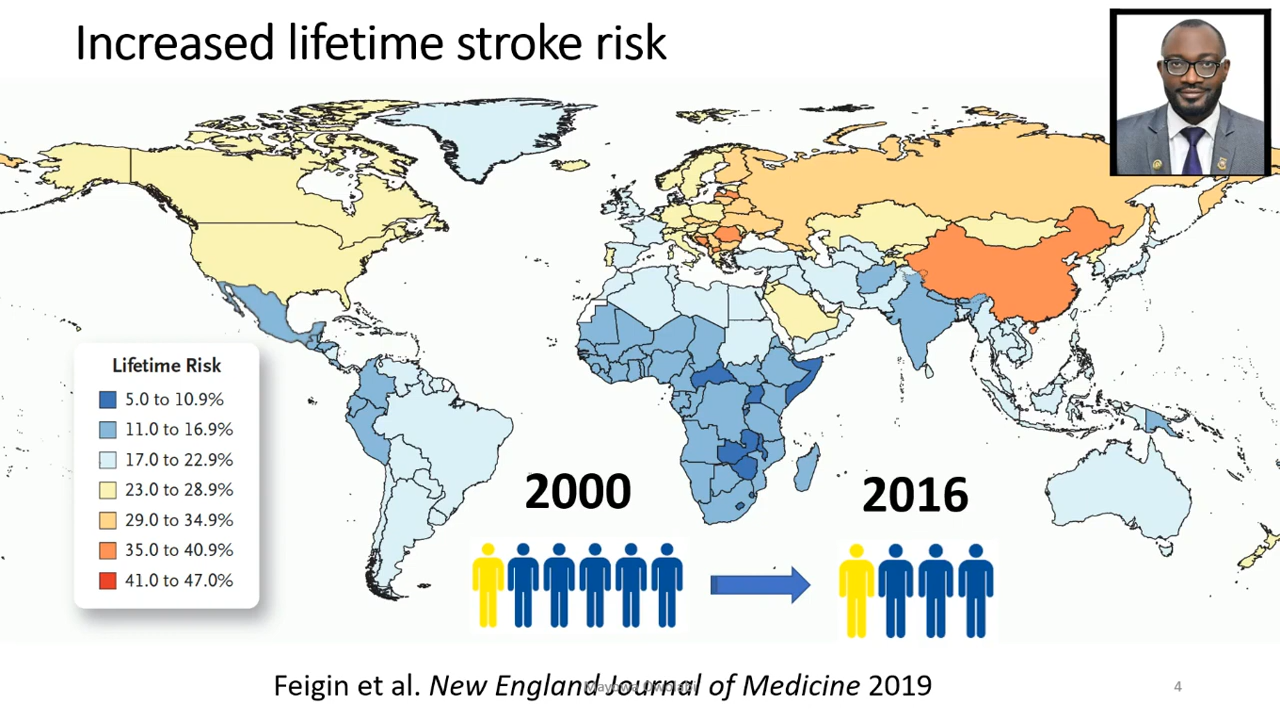 Increased lifetime stroke risk
Lifetime Risk
5.0 to 10.9%
11.0 to 16.9%
17.0 to 22.9%
23.0 to 28.9%
29.0 to 34.9%
35.0 to 40.9%
41.0 to 47.0%
2000
2016
Feigin et al. New England Journal of Medicine 2019
Mayowa Owolabi
4